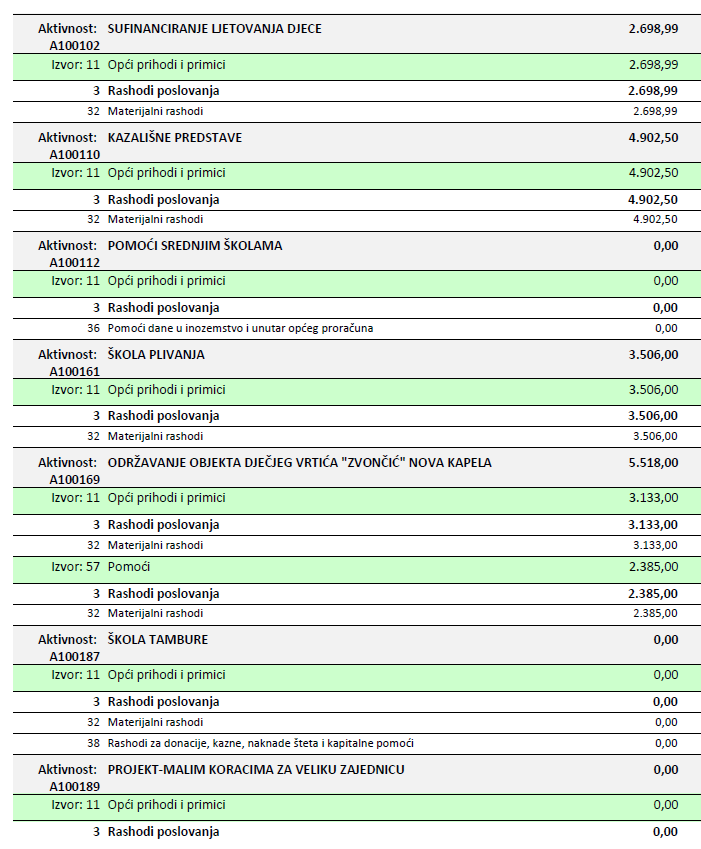 Aktivnost: SUFINANCIRANJE LJETOVANJA DJECE 2.698,99
A100102
Izvor: 11 Opći prihodi i primici 2.698,99
3 Rashodi poslovanja 2.698,99
32 Materijalni rashodi 2.698,99
Aktivnost: KAZALIŠNE PREDSTAVE 4.902,50
A100110
Izvor: 11 Opći prihodi i primici 4.902,50
3 Rashodi poslovanja 4.902,50
32 Materijalni rashodi 4.902,50
Aktivnost: POMOĆI SREDNJIM ŠKOLAMA 0,00
A100112
Izvor: 11 Opći prihodi i primici 0,00
3 Rashodi poslovanja 0,00
36 Pomoći dane u inozemstvo i unutar općeg proračuna 0,00
Aktivnost: ŠKOLA PLIVANJA 3.506,00
A100161
Izvor: 11 Opći prihodi i primici 3.506,00
3 Rashodi poslovanja 3.506,00
32 Materijalni rashodi 3.506,00
Aktivnost: ODRŽAVANJE OBJEKTA DJEČJEG VRTIĆA "ZVONČIĆ" NOVA KAPELA 5.518,00
A100169
Izvor: 11 Opći prihodi i primici 3.133,00
3 Rashodi poslovanja 3.133,00
32 Materijalni rashodi 3.133,00
Izvor: 57 Pomoći 2.385,00
3 Rashodi poslovanja 2.385,00
32 Materijalni rashodi 2.385,00
Aktivnost: ŠKOLA TAMBURE 0,00
A100187
Izvor: 11 Opći prihodi i primici 0,00
3 Rashodi poslovanja 0,00
32 Materijalni rashodi 0,00
38 Rashodi za donacije, kazne, naknade šteta i kapitalne pomoći 0,00
Aktivnost: PROJEKT-MALIM KORACIMA ZA VELIKU ZAJEDNICU 0,00
A100189
Izvor: 11 Opći prihodi i primici 0,00
3 Rashodi poslovanja 0,00